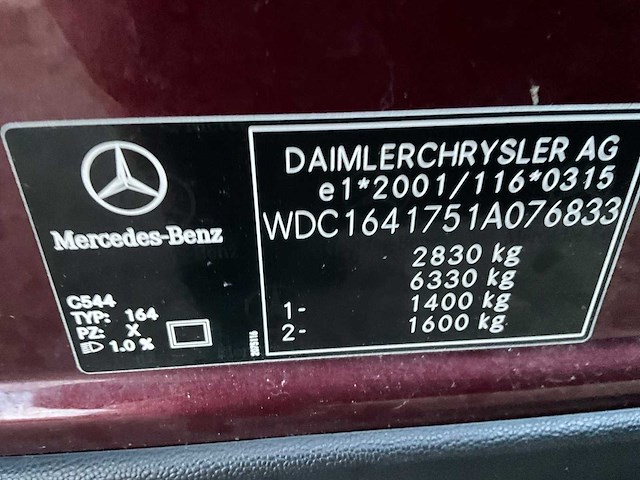 Mercedes-Benz
C544
TYP: 164
PZ: X
1.0 %
DAIMLERCHRYSLER AG
e1*2001/116*0315
WDC1641751A076833
2830 kg
6330 kg
1- 1400 kg
2- 1600 kg